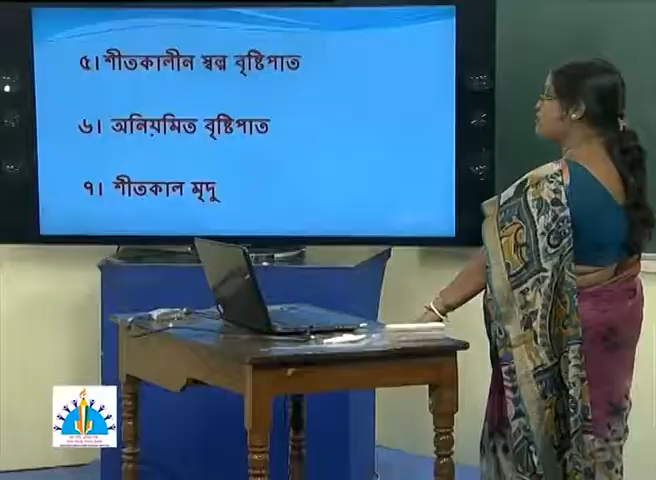 ৫। শীতকালীন স্বল্প বৃষ্টিপাত
৬। অনিয়মিত বৃষ্টিপাত
৭। শীতকাল মৃদু